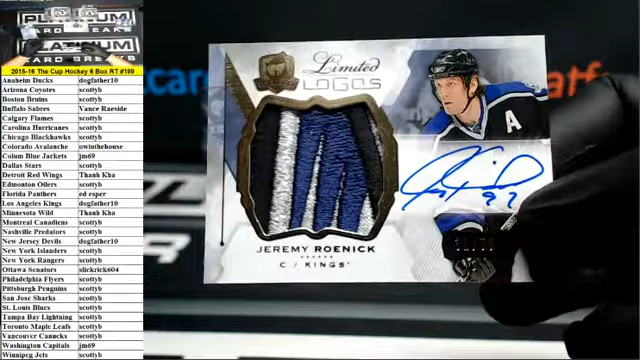 PLATINUM
CARD BREAKS
PLATINUM
CARD BREAKS
2015-16 The Cup Hockey 6 Box RT #199
Anaheim Ducks dogfather10
Arizona Coyotes scottyb
Boston Bruins scottyb
Buffalo Sabres Vance Raeside
Calgary Flames scottyb
Carolina Hurricanes scottyb
Chicago Blackhawks scottyb
Colorado Avalanche owinthehouse
Colum Blue Jackets jm69
Dallas Stars scottyb
Detroit Red Wings Thanh Kha
Edmonton Oilers scottyb
Florida Panthers ed esper
Los Angeles Kings dogfather10
Minnesota Wild Thanh Kha
Montreal Canadiens scottyb
Nashville Predators scottyb
New Jersey Devils dogfather10
New York Islanders scottyb
New York Rangers scottyb
Ottawa Senators slickrick604
Philadelphia Flyers scottyb
Pittsburgh Penguins scottyb
San Jose Sharks scottyb
St. Louis Blues scottyb
Tampa Bay Lightning scottyb
Toronto Maple Leafs scottyb
Vancouver Canucks scottyb
Washington Capitals jm69
Winnipeg Jets scottyb
Limited
LOGOS
A
97
JEREMY ROENICK
C / KINGS